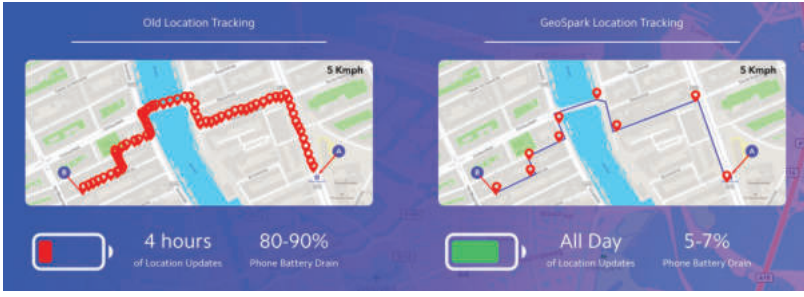 Old Location Tracking
5 Kmph
B
A
4 hours
of Location Updates
80-90%
Phone Battery Drain
GeoSpark Location Tracking
5 Kmph
B
A
All Day
of Location Updates
5-7%
Phone Battery Drain